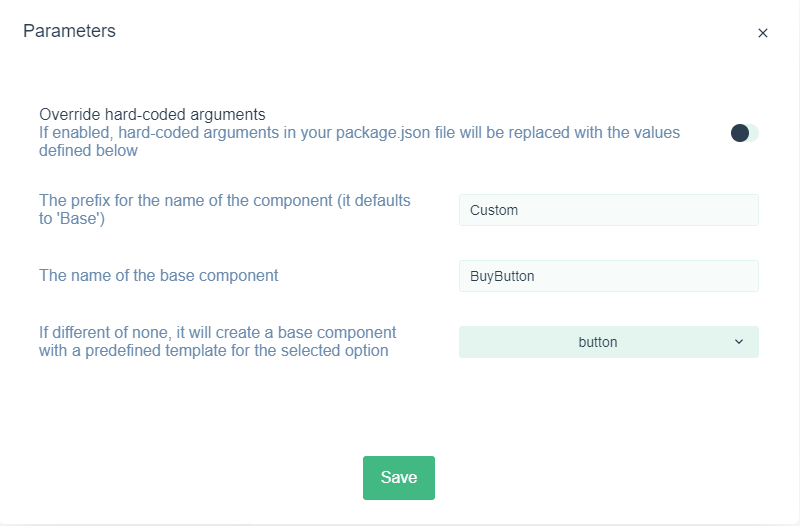 Parameters
Override hard-coded arguments
If enabled, hard-coded arguments in your package.json file will be replaced with the values
defined below
The prefix for the name of the component (it defaults
to 'Base')
Custom
The name of the base component
BuyButton
If different of none, it will create a base component
with a predefined template for the selected option
button
Save